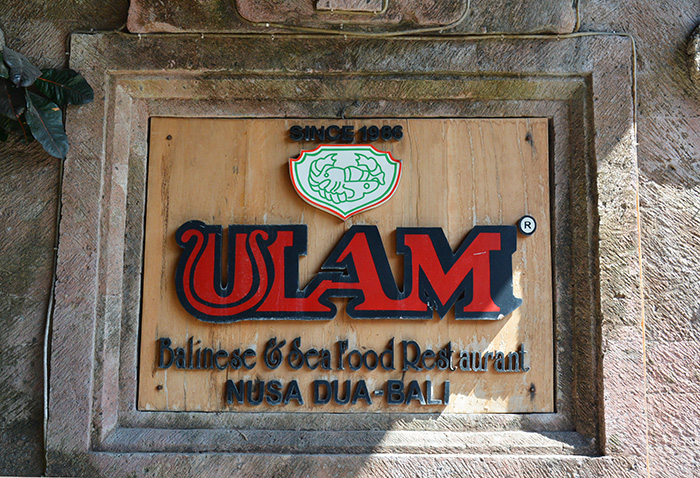 SINCE 1986
ULAM ®
Balinese & Sea Food Restaurant
NUSA DUA-BALI